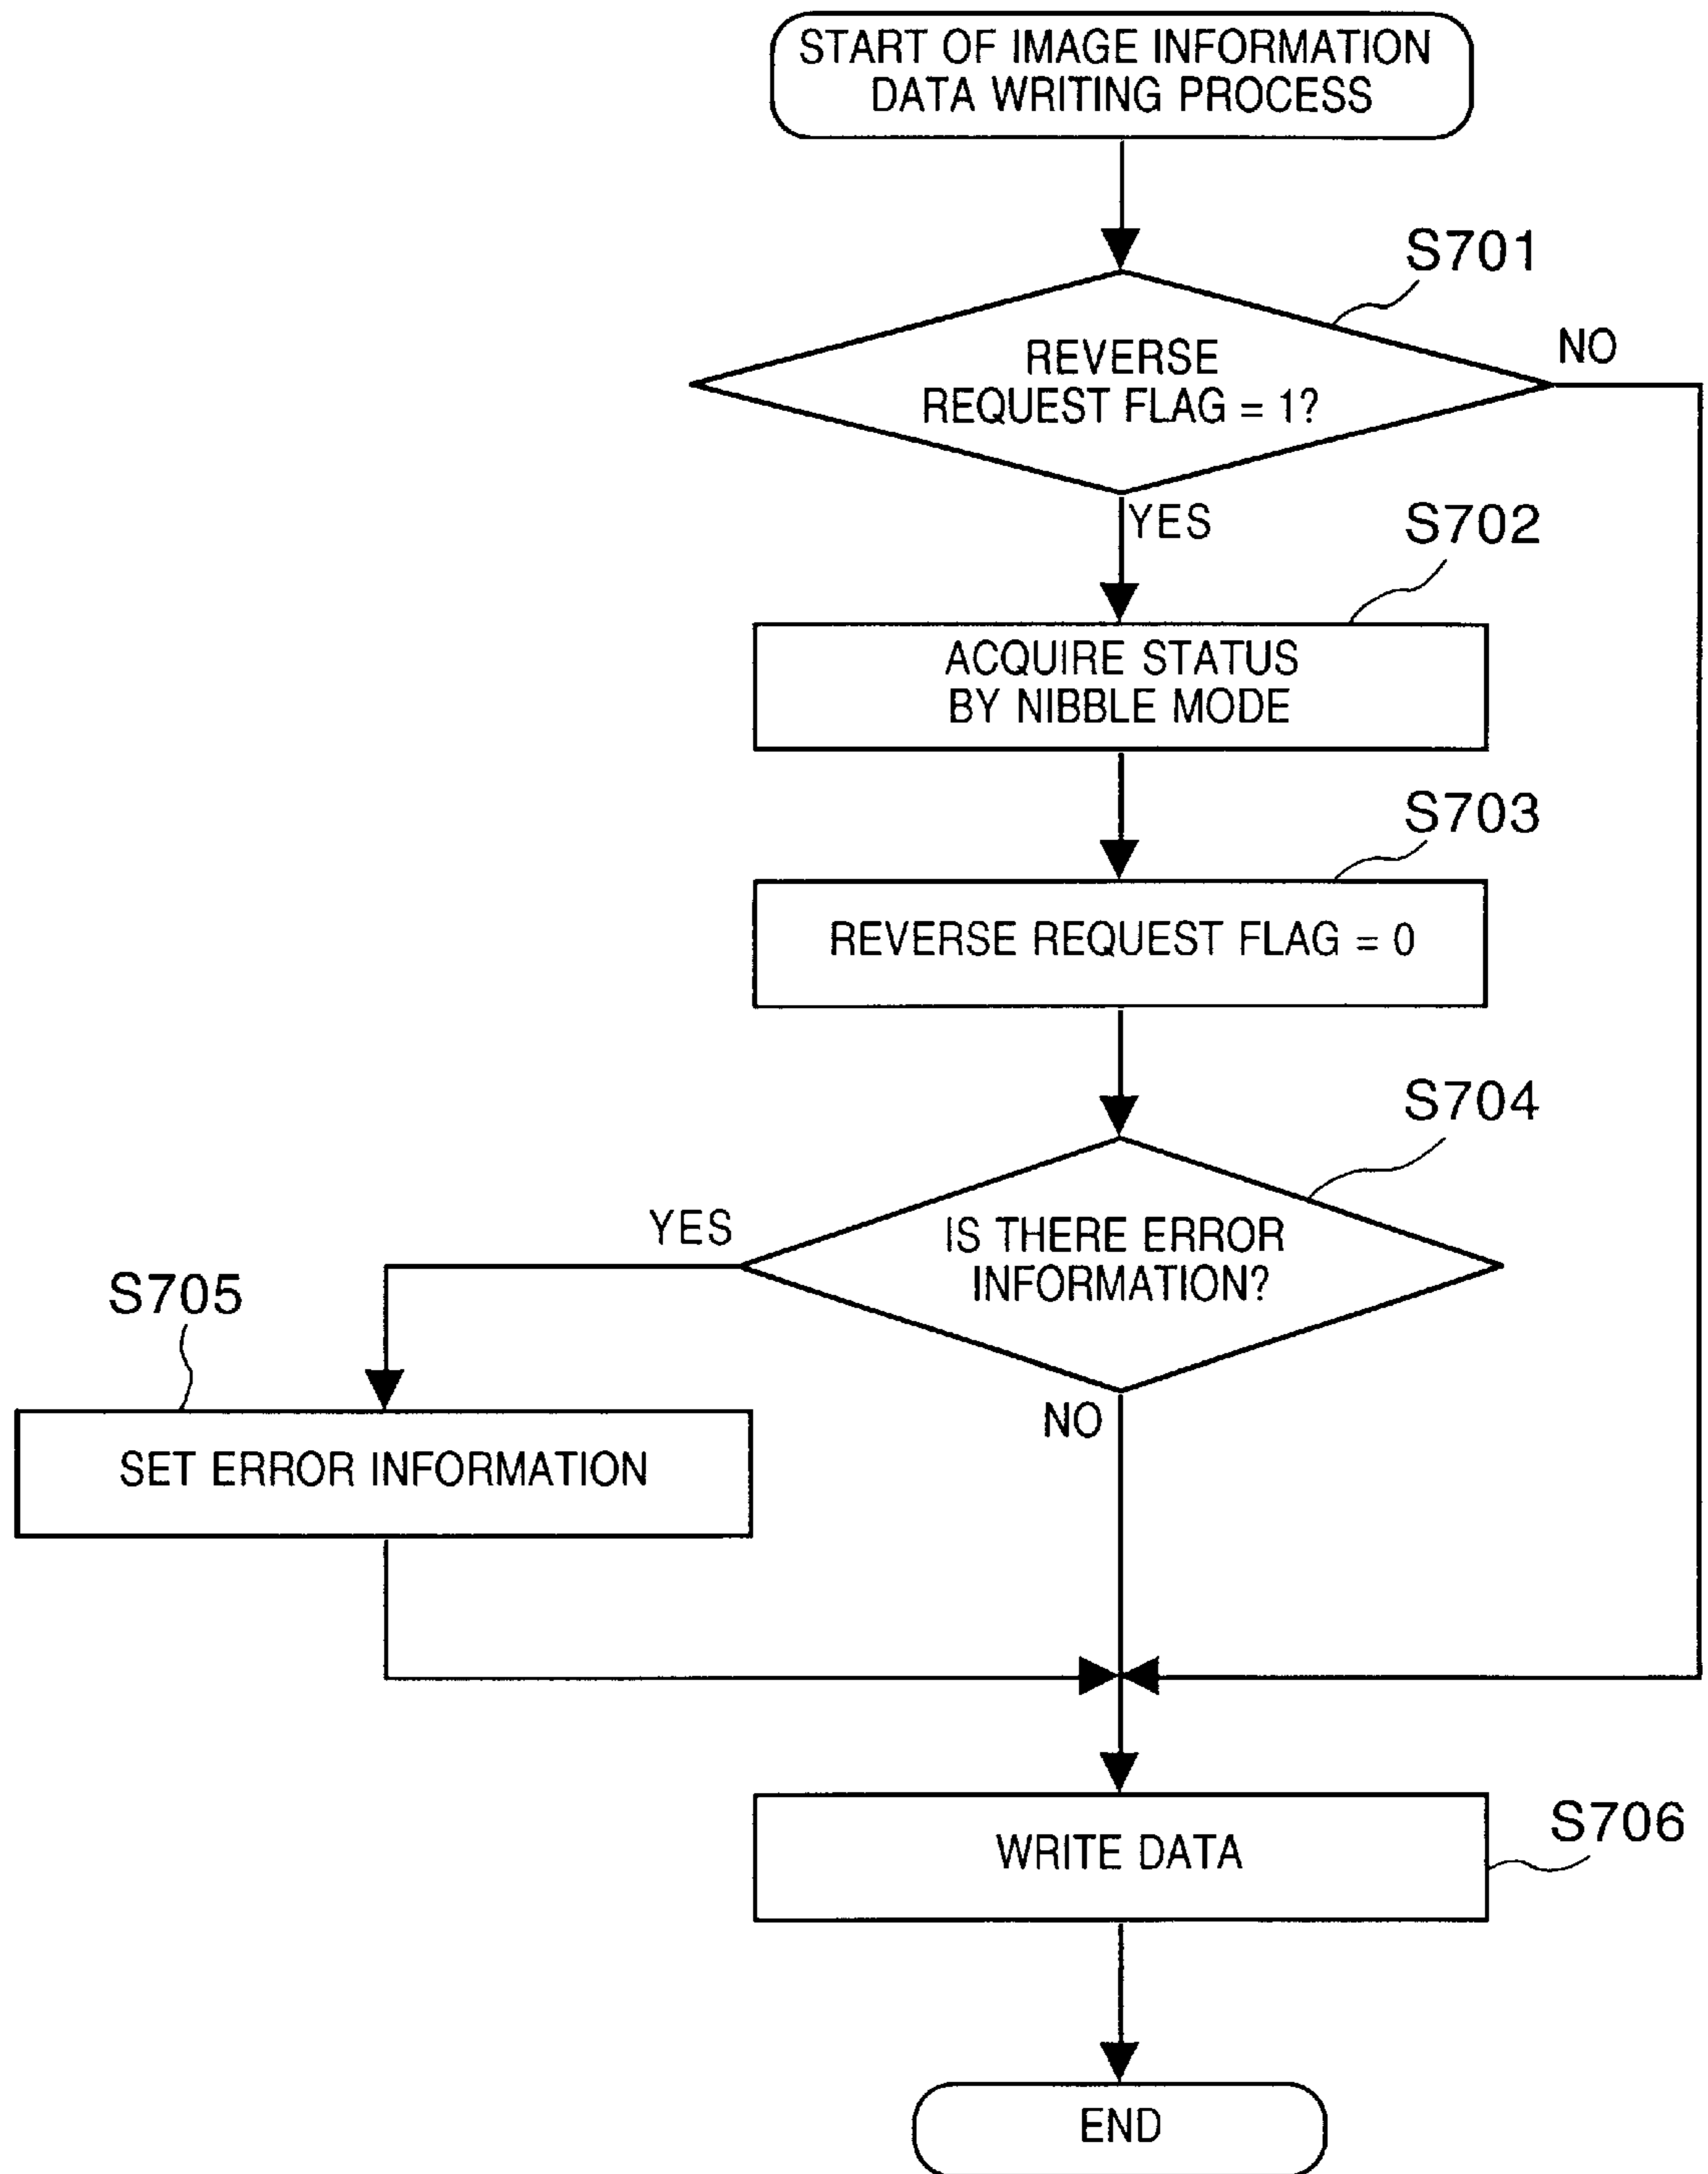 START OF IMAGE INFORMATION
DATA WRITING PROCESS
S701
REVERSE
REQUEST FLAG = 1?
NO
YES
S702
ACQUIRE STATUS
BY NIBBLE MODE
S703
REVERSE REQUEST FLAG = 0
S704
IS THERE ERROR
INFORMATION?
YES
S705
SET ERROR INFORMATION
NO
S706
WRITE DATA
END